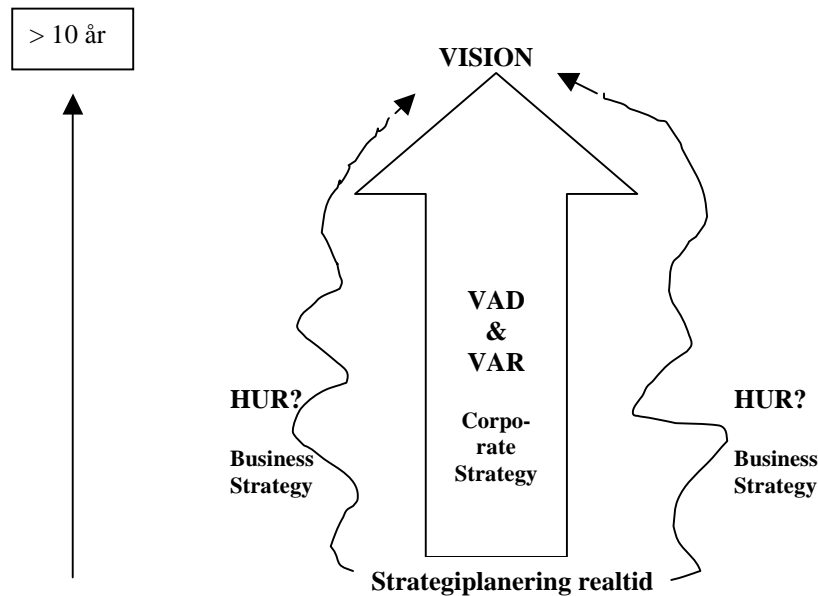 > 10 år
VISION
VAD
&
VAR
Corpo-
rate
Strategy
HUR?
Business
Strategy
HUR?
Business
Strategy
Strategiplanering realtid